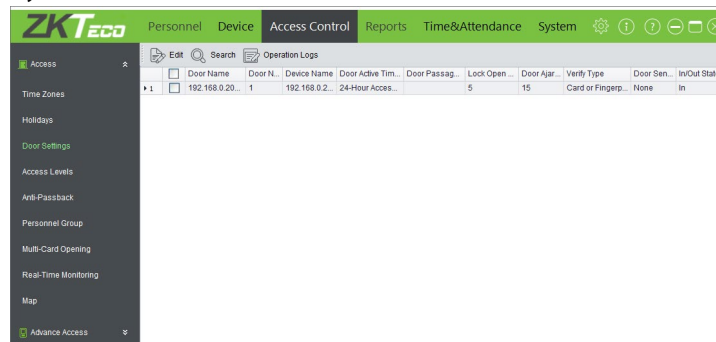 ZKTECO Personnel Device Access Control Reports Time&Attendance System
Access
Edit Search Operation Logs
Door Name Door N... Device Name Door Active Tim... Door Passag... Lock Open ... Door Ajar... Verify Type Door Sen... In/Out Stat
1 192.168.0.20... 1 192.168.0.2... 24-Hour Acces... 5 15 Card or Fingerp... None In
Time Zones
Holidays
Door Settings
Access Levels
Anti-Passback
Personnel Group
Multi-Card Opening
Real-Time Monitoring
Map
Advance Access